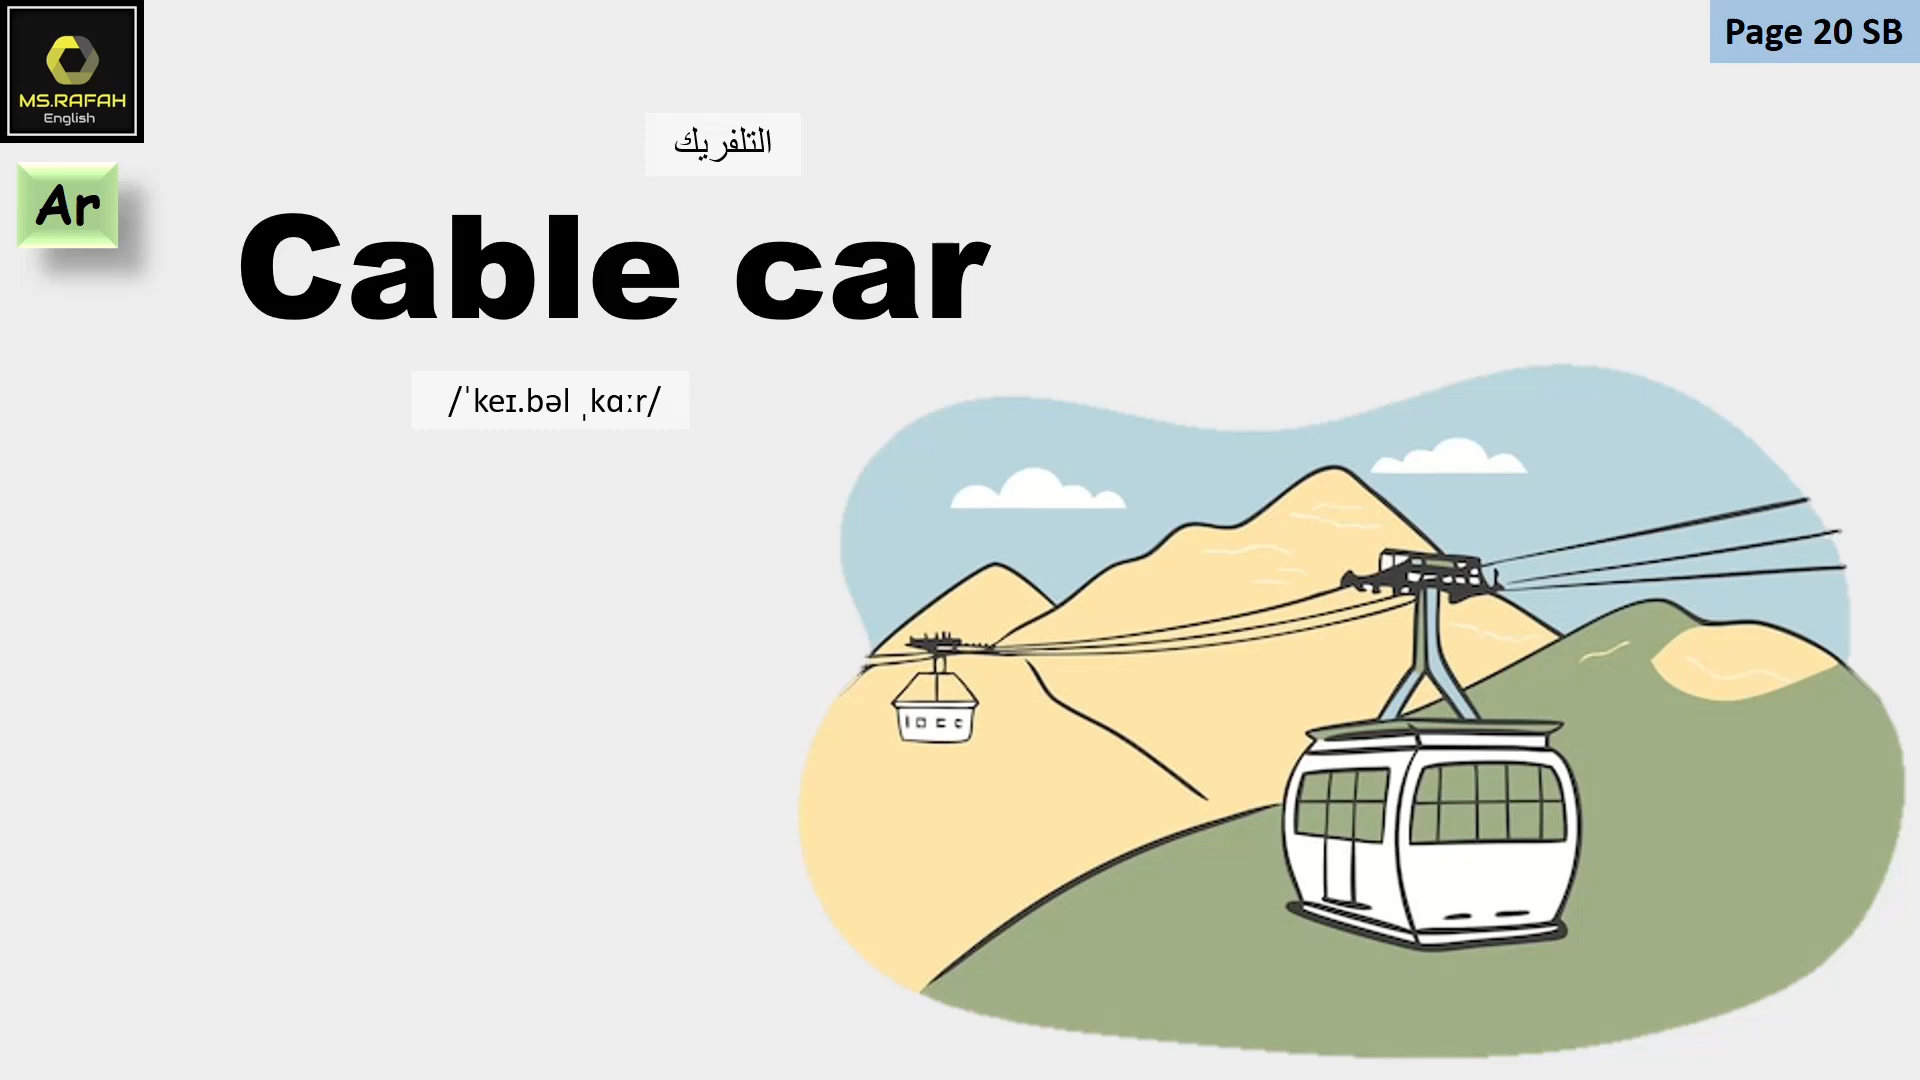 MS.RAFAH
English
Page 20 SB
Ar
التلفريك
Cable car
/ˈkeɪ.bəl ˌkɑːr/